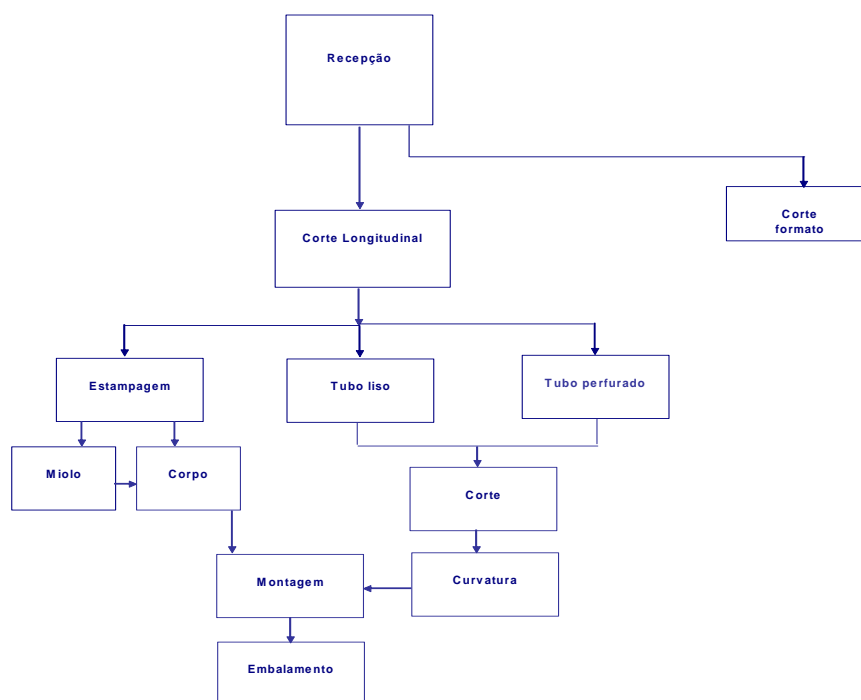 Recepção
Corte Longitudinal
Corte
formato
Estampagem
Tubo liso
Tubo perfurado
Miolo
Corpo
Corte
Montagem
Curvatura
Embalamento